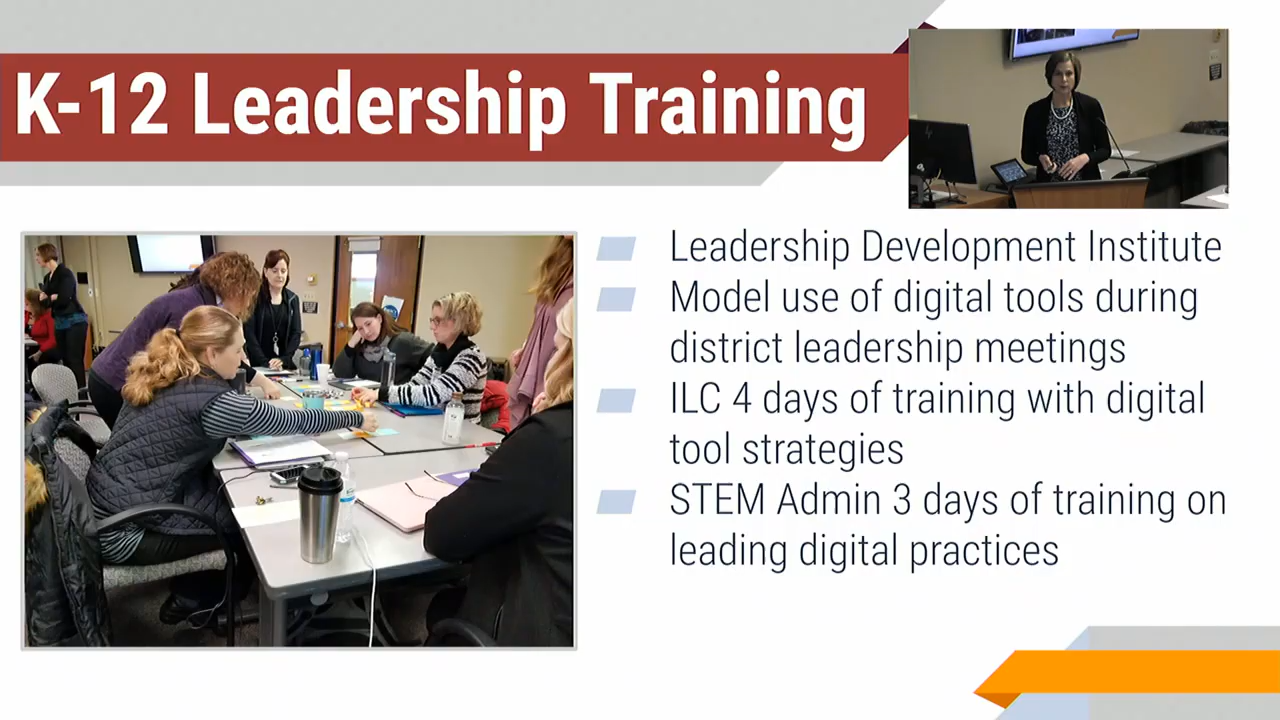 K-12 Leadership Training
Leadership Development Institute
Model use of digital tools during
district leadership meetings
ILC 4 days of training with digital
tool strategies
STEM Admin 3 days of training on
leading digital practices